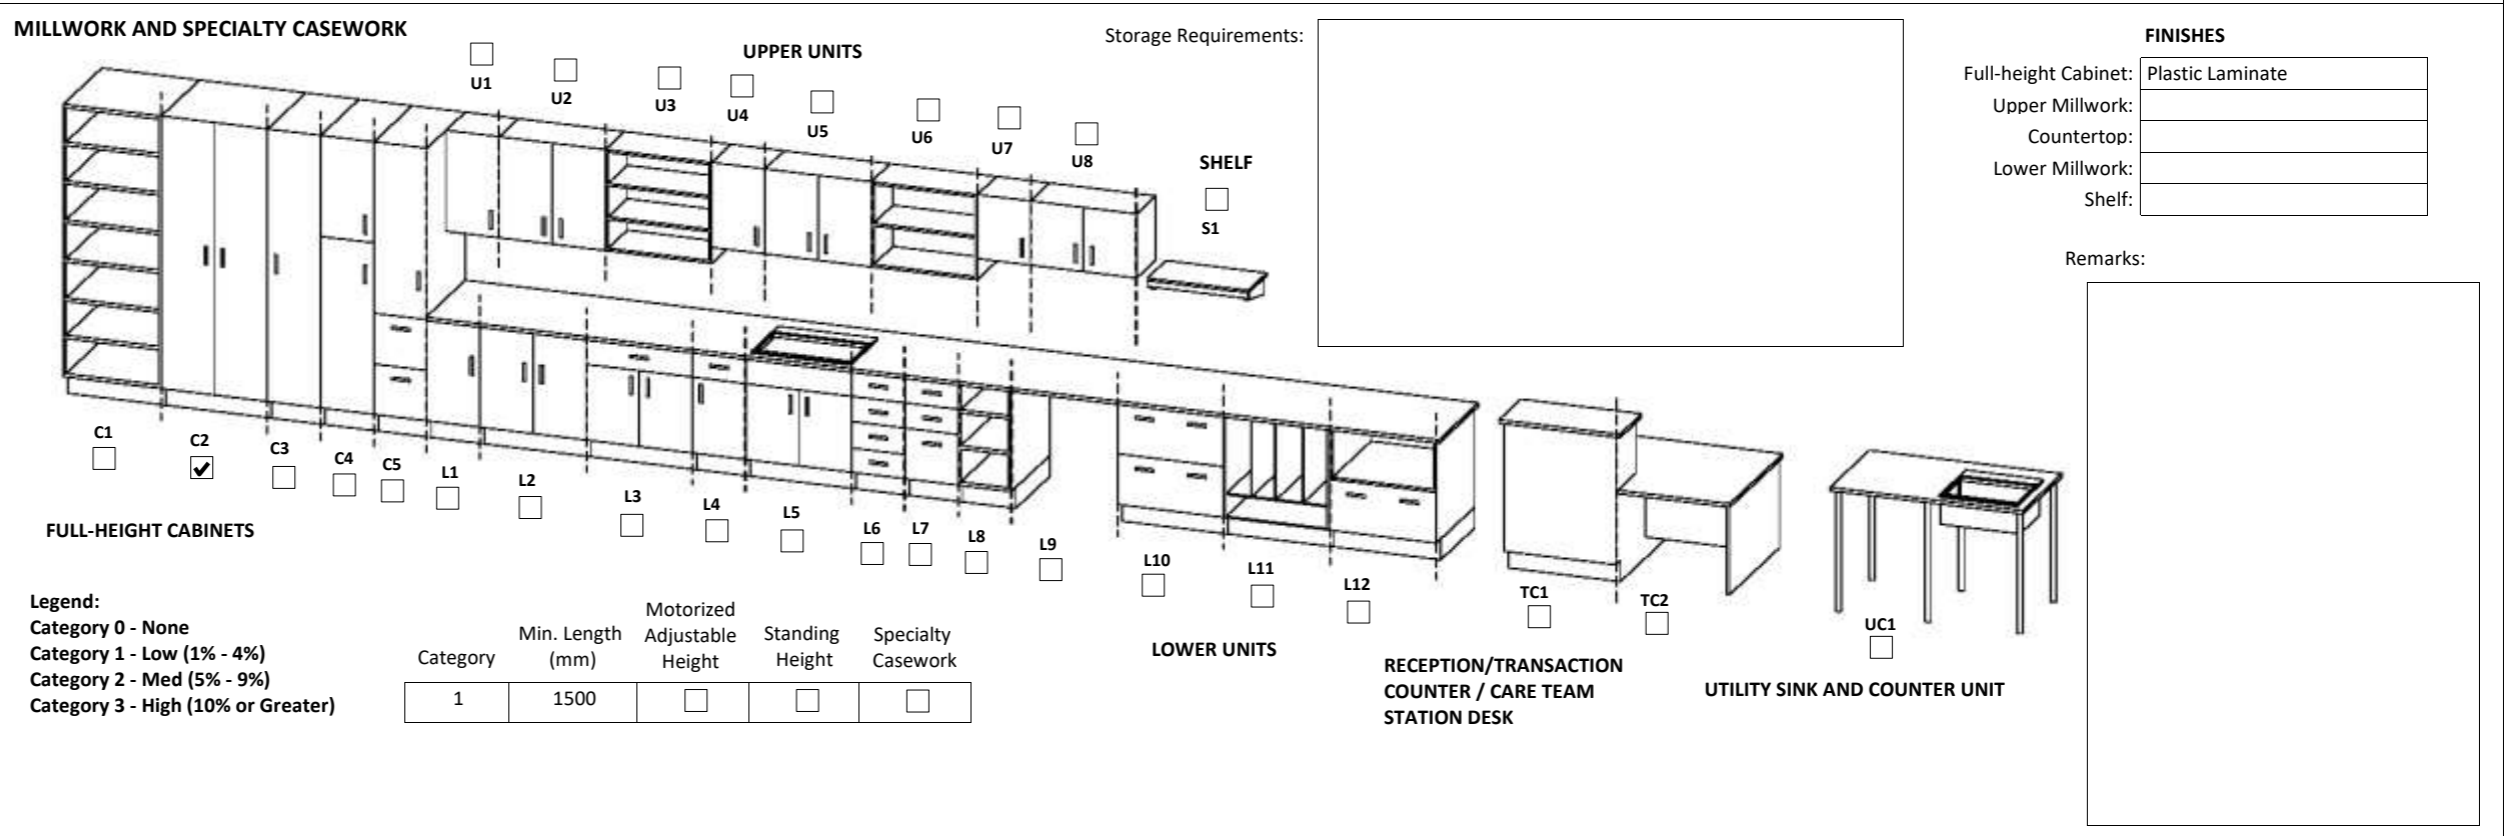 MILLWORK AND SPECIALTY CASEWORK
UPPER UNITS
U1
U2
U3
U4
U5
U6
U7
U8
SHELF
S1
Storage Requirements:
FINISHES
Full-height Cabinet: Plastic Laminate
Upper Millwork:
Countertop:
Lower Millwork:
Shelf:
Remarks:
C1
C2
C3
C4
C5
L1
L2
L3
L4
L5
L6
L7
L8
L9
L10
L11
L12
TC1
TC2
UC1
FULL-HEIGHT CABINETS
LOWER UNITS
RECEPTION/TRANSACTION
COUNTER / CARE TEAM
STATION DESK
UTILITY SINK AND COUNTER UNIT
Legend:
Category 0 - None
Category 1 - Low (1% - 4%)
Category 2 - Med (5% - 9%)
Category 3 - High (10% or Greater)
Category
Min. Length
(mm)
Motorized
Adjustable
Height
Standing
Height
Specialty
Casework
1
1500